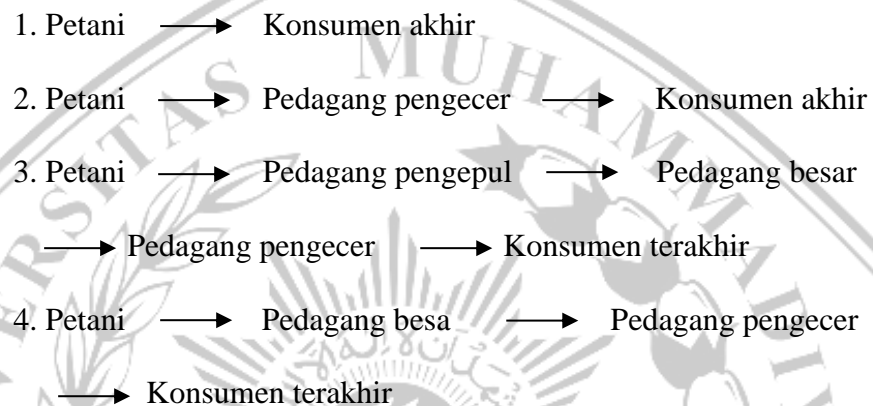 1. Petani → Konsumen akhir
2. Petani → Pedagang pengecer → Konsumen akhir
3. Petani → Pedagang pengepul → Pedagang besar
→ Pedagang pengecer → Konsumen terakhir
4. Petani → Pedagang besa → Pedagang pengecer
→ Konsumen terakhir